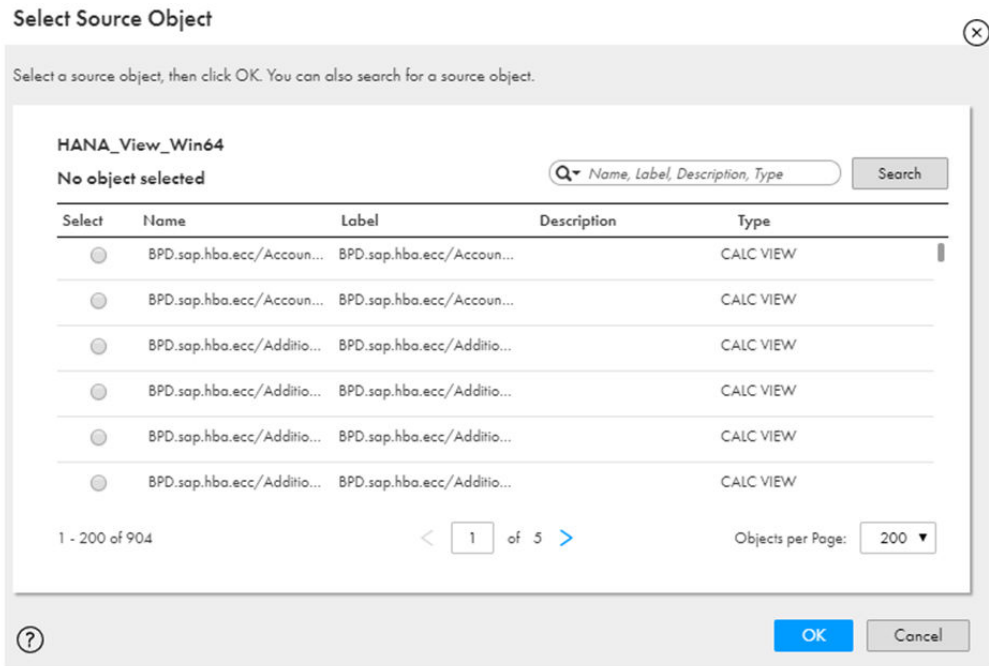 Select Source Object
Select a source object, then click OK. You can also search for a source object.
HANA_View_Win64
No object selected
Name, Label, Description, Type Search
Select Name Label Description Type
BPD.sap.hba.ecc/Accoun... BPD.sap.hba.ecc/Accoun... CALC VIEW
BPD.sap.hba.ecc/Accoun... BPD.sap.hba.ecc/Accoun... CALC VIEW
BPD.sap.hba.ecc/Additio... BPD.sap.hba.ecc/Additio... CALC VIEW
BPD.sap.hba.ecc/Additio... BPD.sap.hba.ecc/Additio... CALC VIEW
BPD.sap.hba.ecc/Additio... BPD.sap.hba.ecc/Additio... CALC VIEW
BPD.sap.hba.ecc/Additio... BPD.sap.hba.ecc/Additio... CALC VIEW
1 - 200 of 904 < 1 of 5 > Objects per Page: 200
? OK Cancel